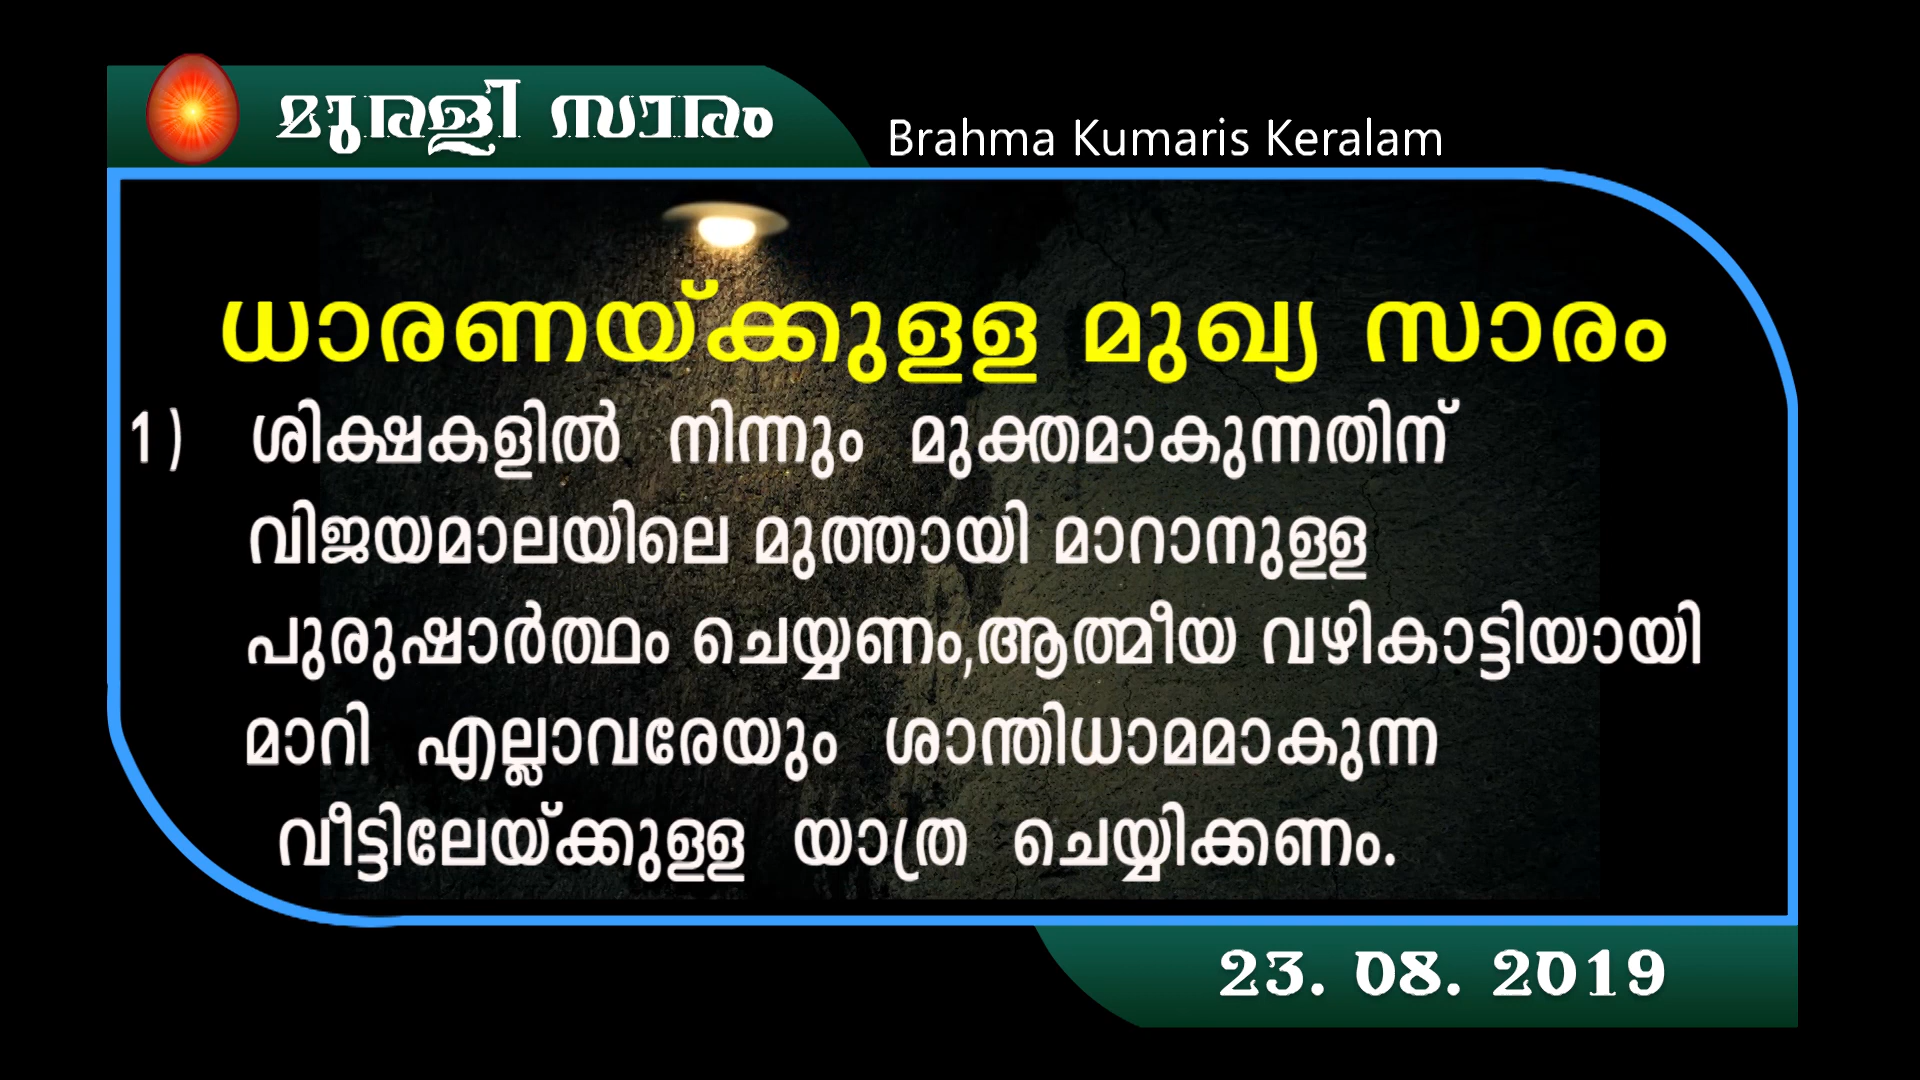 മുരളി സാരം
Brahma Kumaris Keralam
ധാരണയ്ക്കുളള മുഖ്യ സാരം
1) ശിക്ഷകളിൽ നിന്നും മുക്തമാകുന്നതിന്
വിജയമാലയിലെ മുത്തായി മാറാനുള്ള
പുരുഷാർത്ഥം ചെയ്യണം,ആത്മീയ വഴികാട്ടിയായി
മാറി എല്ലാവരേയും ശാന്തിധാമമാകുന്ന
വീട്ടിലേയ്ക്കുള്ള യാത്ര ചെയ്യിക്കണം.
23. 08. 2019